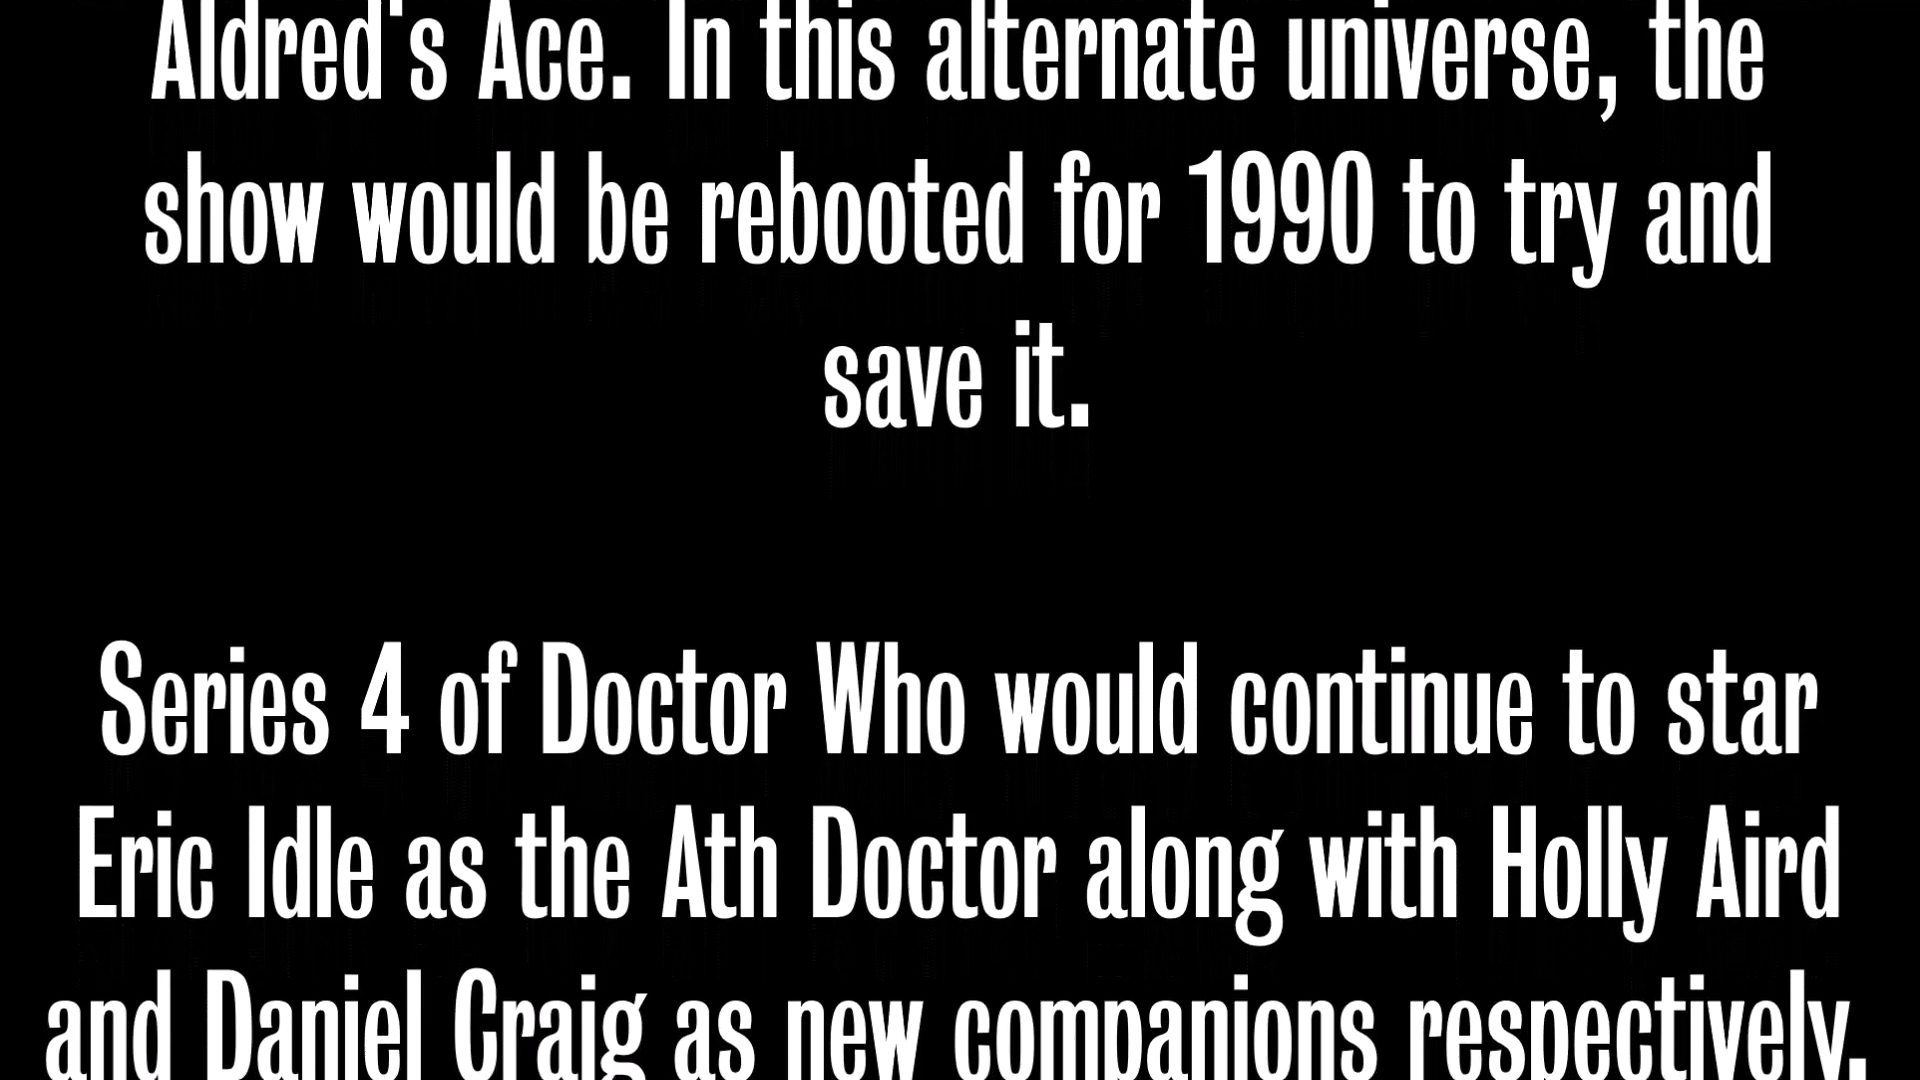 Aldred's Ace. In this alternate universe, the
show would be rebooted for 1990 to try and
save it.
Series 4 of Doctor Who would continue to star
Eric Idle as the Ath Doctor along with Holly Aird
and Daniel Craig as new companions respectively.